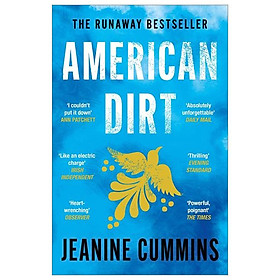 THE RUNAWAY BESTSELLER
AMERICAN
DIRT
'I couldn't
put it down'
ANN PATCHETT
'Absolutely
unforgettable'
DAILY MAIL
'Like an electric
charge'
IRISH
INDEPENDENT
'Thrilling'
EVENING
STANDARD
'Heart-
wrenching'
OBSERVER
'Powerful,
poignant'
THE TIMES
JEANINE CUMMINS